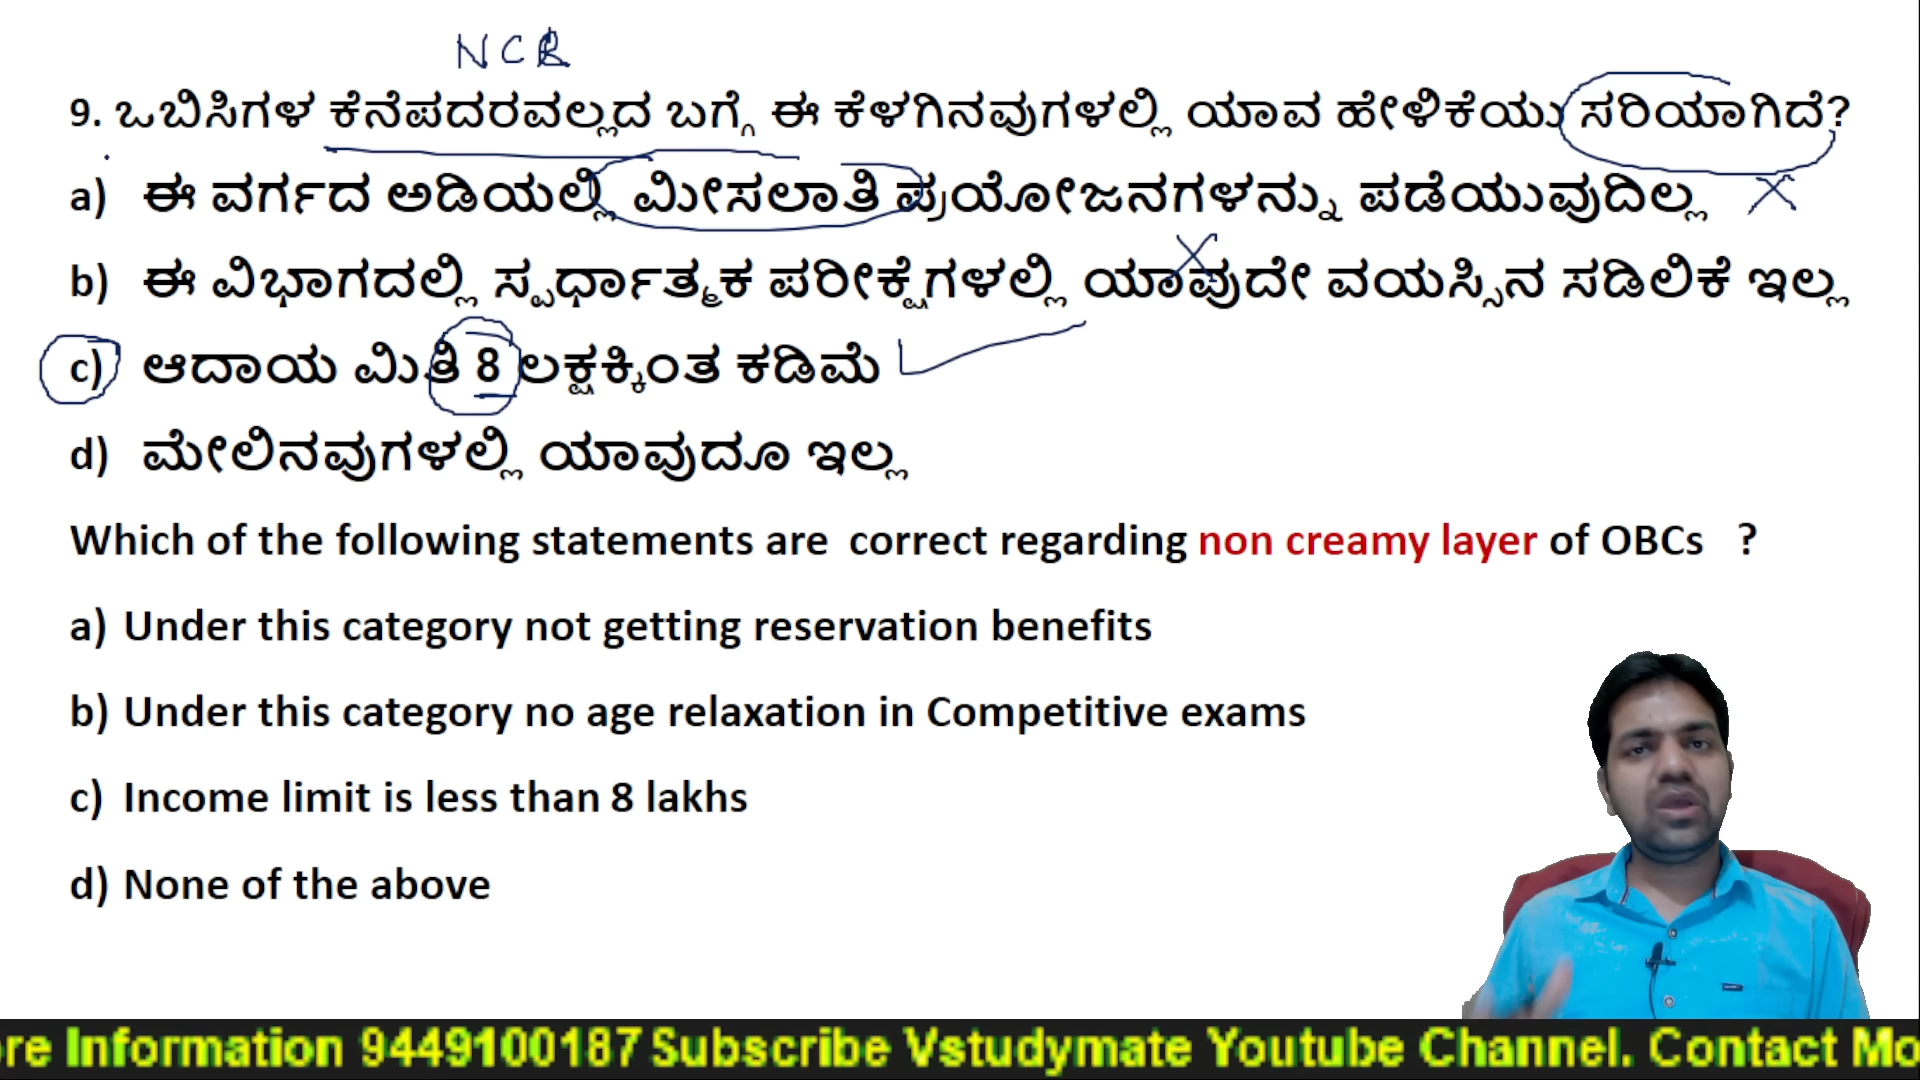 NCR
9. ಒಬಿಸಿಗಳ ಕೆನೆಪದರವಲ್ಲದ ಬಗ್ಗೆ ಈ ಕೆಳಗಿನವುಗಳಲ್ಲಿ ಯಾವ ಹೇಳಿಕೆಯು ಸರಿಯಾಗಿದೆ?
a) ಈ ವರ್ಗದ ಅಡಿಯಲ್ಲಿ ಮೀಸಲಾತಿ ಪ್ರಯೋಜನಗಳನ್ನು ಪಡೆಯುವುದಿಲ್ಲ
b) ಈ ವಿಭಾಗದಲ್ಲಿ ಸ್ಪರ್ಧಾತ್ಮಕ ಪರೀಕ್ಷೆಗಳಲ್ಲಿ ಯಾವುದೇ ವಯಸ್ಸಿನ ಸಡಿಲಿಕೆ ಇಲ್ಲ
c) ಆದಾಯ ಮಿತಿ 8 ಲಕ್ಷಕ್ಕಿಂತ ಕಡಿಮೆ
d) ಮೇಲಿನವುಗಳಲ್ಲಿ ಯಾವುದೂ ಇಲ್ಲ
Which of the following statements are correct regarding non creamy layer of OBCs ?
a) Under this category not getting reservation benefits
b) Under this category no age relaxation in Competitive exams
c) Income limit is less than 8 lakhs
d) None of the above
re Information 9449100187 Subscribe Vstudymate Youtube Channel. Contact Mo